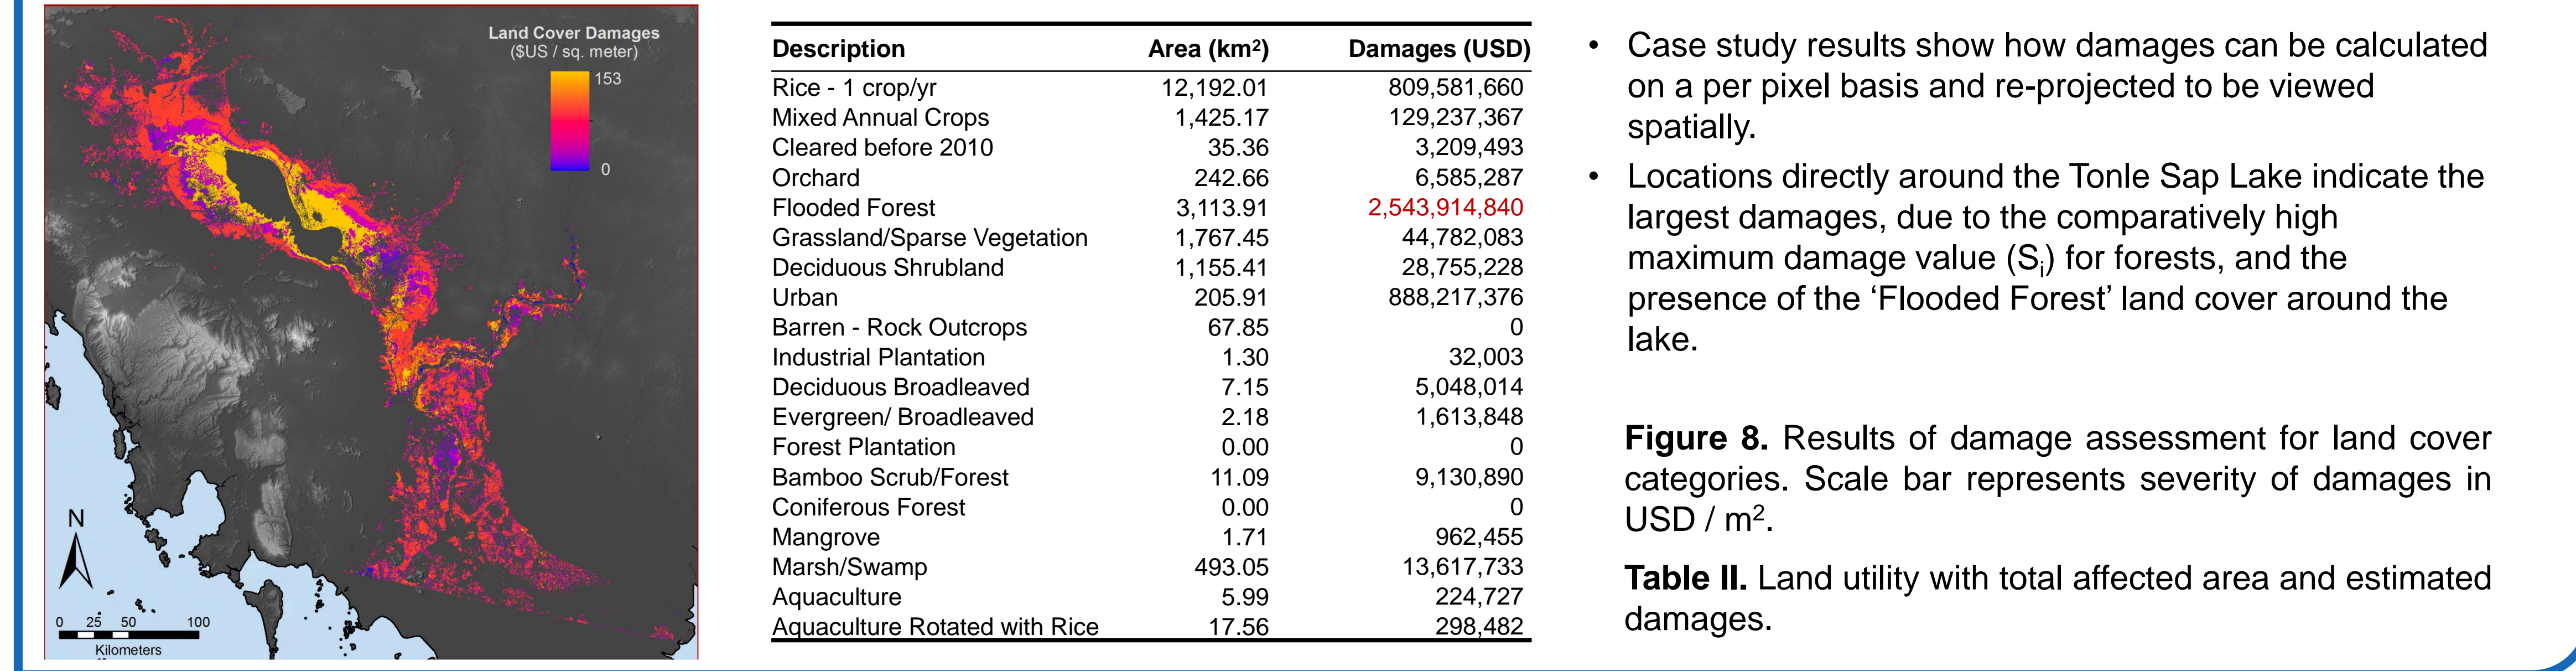 Land Cover Damages
($US / sq. meter)
153
0
N
0 25 50 100
Kilometers
Description Area (km²) Damages (USD)
Rice - 1 crop/yr 12,192.01 809,581,660
Mixed Annual Crops 1,425.17 129,237,367
Cleared before 2010 35.36 3,209,493
Orchard 242.66 6,585,287
Flooded Forest 3,113.91 2,543,914,840
Grassland/Sparse Vegetation 1,767.45 44,782,083
Deciduous Shrubland 1,155.41 28,755,228
Urban 205.91 888,217,376
Barren - Rock Outcrops 67.85 0
Industrial Plantation 1.30 32,003
Deciduous Broadleaved 7.15 5,048,014
Evergreen/ Broadleaved 2.18 1,613,848
Forest Plantation 0.00 0
Bamboo Scrub/Forest 11.09 9,130,890
Coniferous Forest 0.00 0
Mangrove 1.71 962,455
Marsh/Swamp 493.05 13,617,733
Aquaculture 5.99 224,727
Aquaculture Rotated with Rice 17.56 298,482
• Case study results show how damages can be calculated
on a per pixel basis and re-projected to be viewed
spatially.
• Locations directly around the Tonle Sap Lake indicate the
largest damages, due to the comparatively high
maximum damage value (Si) for forests, and the
presence of the ‘Flooded Forest’ land cover around the
lake.
Figure 8. Results of damage assessment for land cover
categories. Scale bar represents severity of damages in
USD / m².
Table II. Land utility with total affected area and estimated
damages.